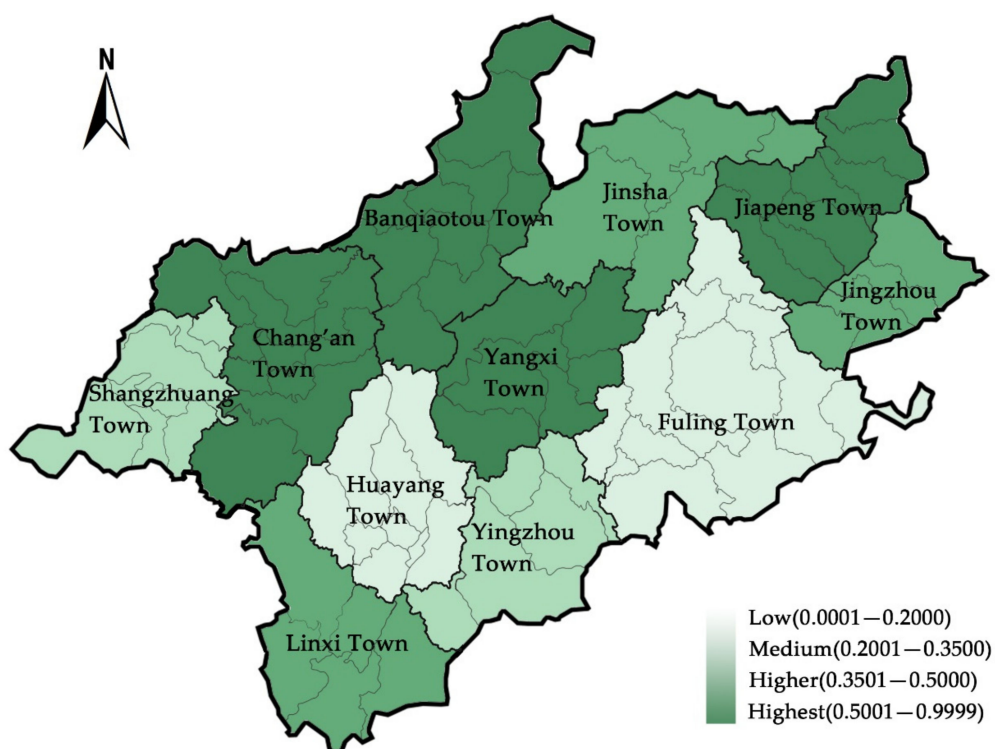 N
Jinsha
Town
Jiapeng Town
Banqiaotou Town
Jingzhou
Town
Chang'an
Town
Yangxi
Town
Shangzhuang
Town
Fuling Town
Huayang
Town
Yingzhou
Town
Linxi Town
Low(0.0001—0.2000)
Medium(0.2001—0.3500)
Higher(0.3501—0.5000)
Highest(0.5001—0.9999)